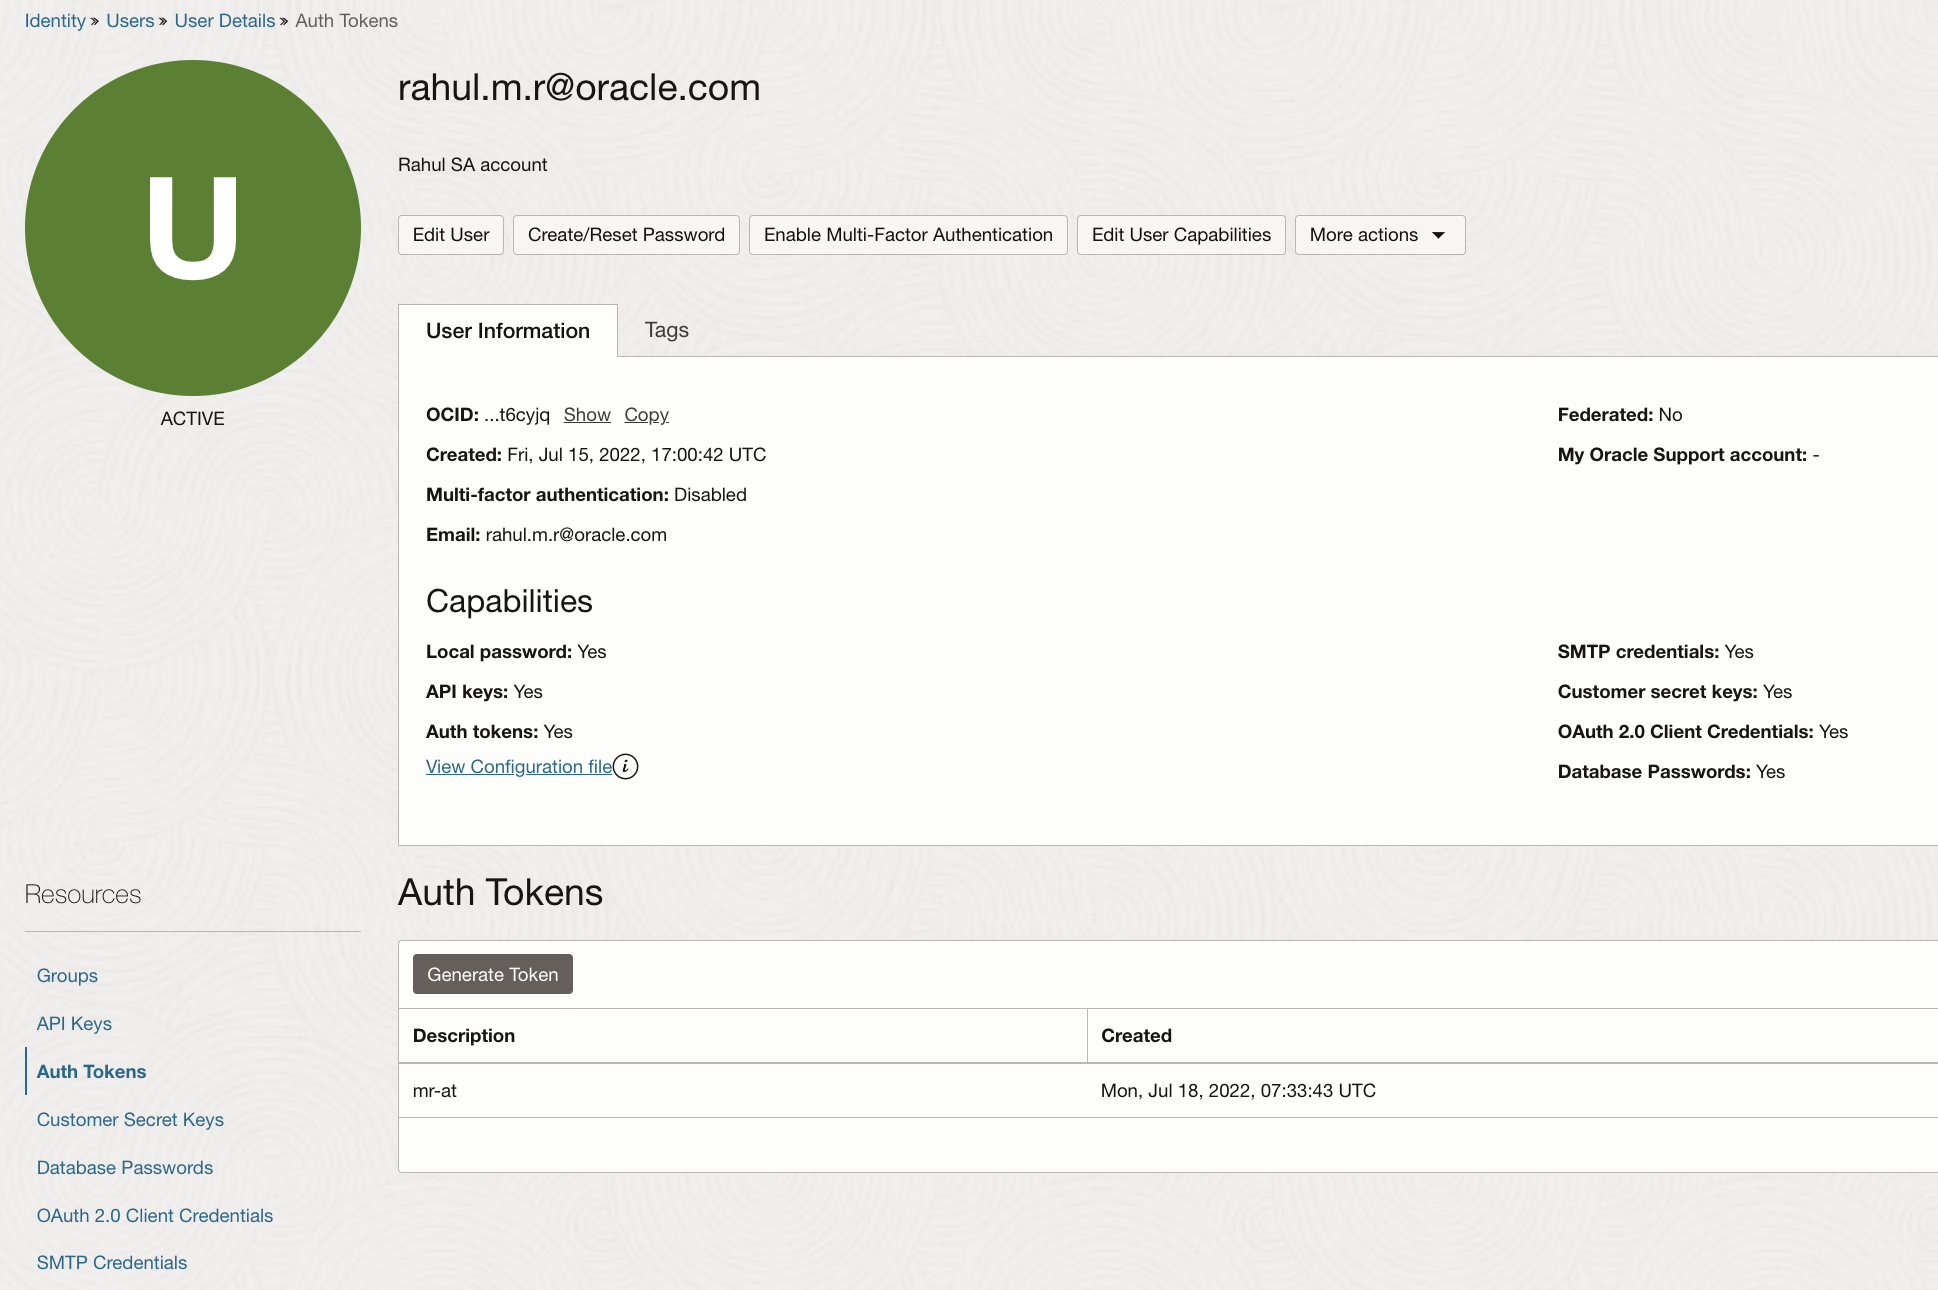 Identity » Users » User Details » Auth Tokens
U
ACTIVE
rahul.m.r@oracle.com
Rahul SA account
Edit User
Create/Reset Password
Enable Multi-Factor Authentication
Edit User Capabilities
More actions
User Information
Tags
OCID: ...t6cyjq Show Copy
Created: Fri, Jul 15, 2022, 17:00:42 UTC
Multi-factor authentication: Disabled
Email: rahul.m.r@oracle.com
Federated: No
My Oracle Support account: -
Capabilities
Local password: Yes
API keys: Yes
Auth tokens: Yes
View Configuration file i
SMTP credentials: Yes
Customer secret keys: Yes
OAuth 2.0 Client Credentials: Yes
Database Passwords: Yes
Resources
Groups
API Keys
Auth Tokens
Customer Secret Keys
Database Passwords
OAuth 2.0 Client Credentials
SMTP Credentials
Auth Tokens
Generate Token
Description Created
mr-at Mon, Jul 18, 2022, 07:33:43 UTC